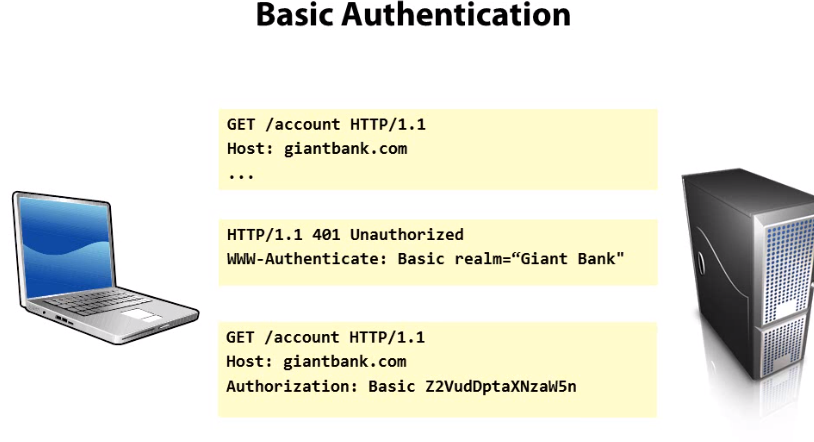 Basic Authentication
GET /account HTTP/1.1
Host: giantbank.com
...
HTTP/1.1 401 Unauthorized
WWW-Authenticate: Basic realm=“Giant Bank"
GET /account HTTP/1.1
Host: giantbank.com
Authorization: Basic Z2VudDptaXNzaW5n